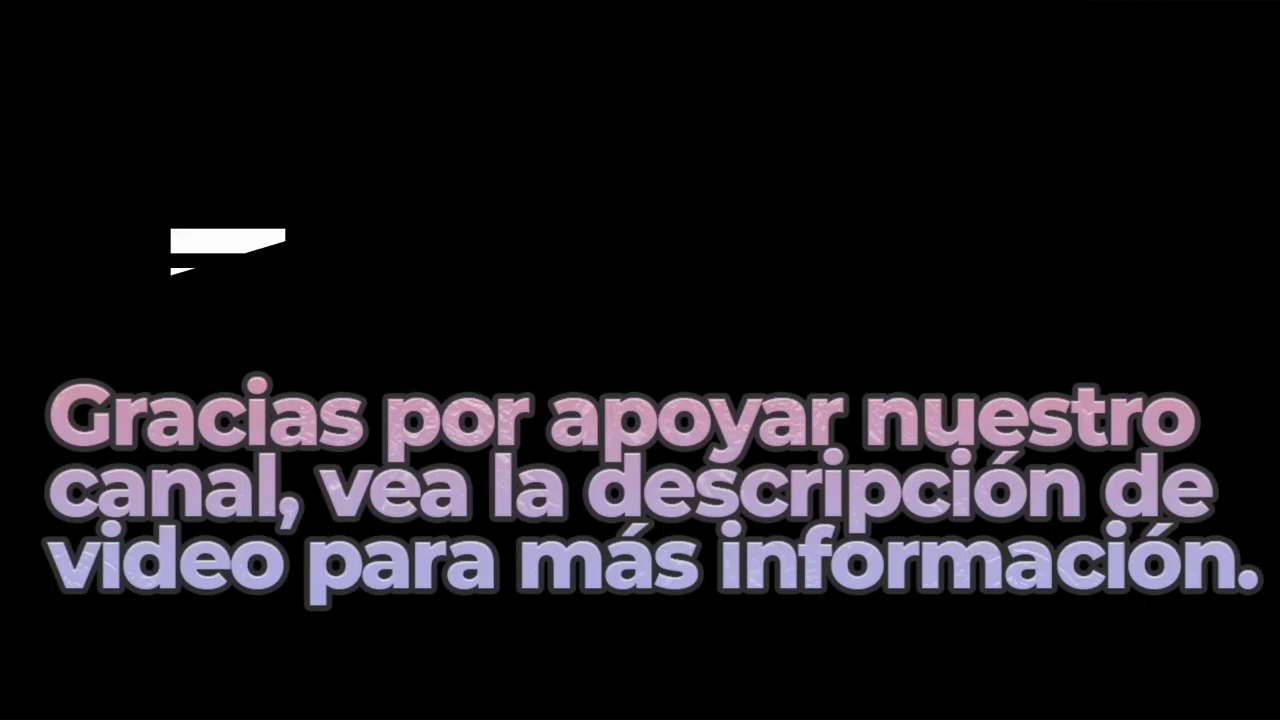 Gracias por apoyar nuestro
canal, vea la descripción de
video para más información.